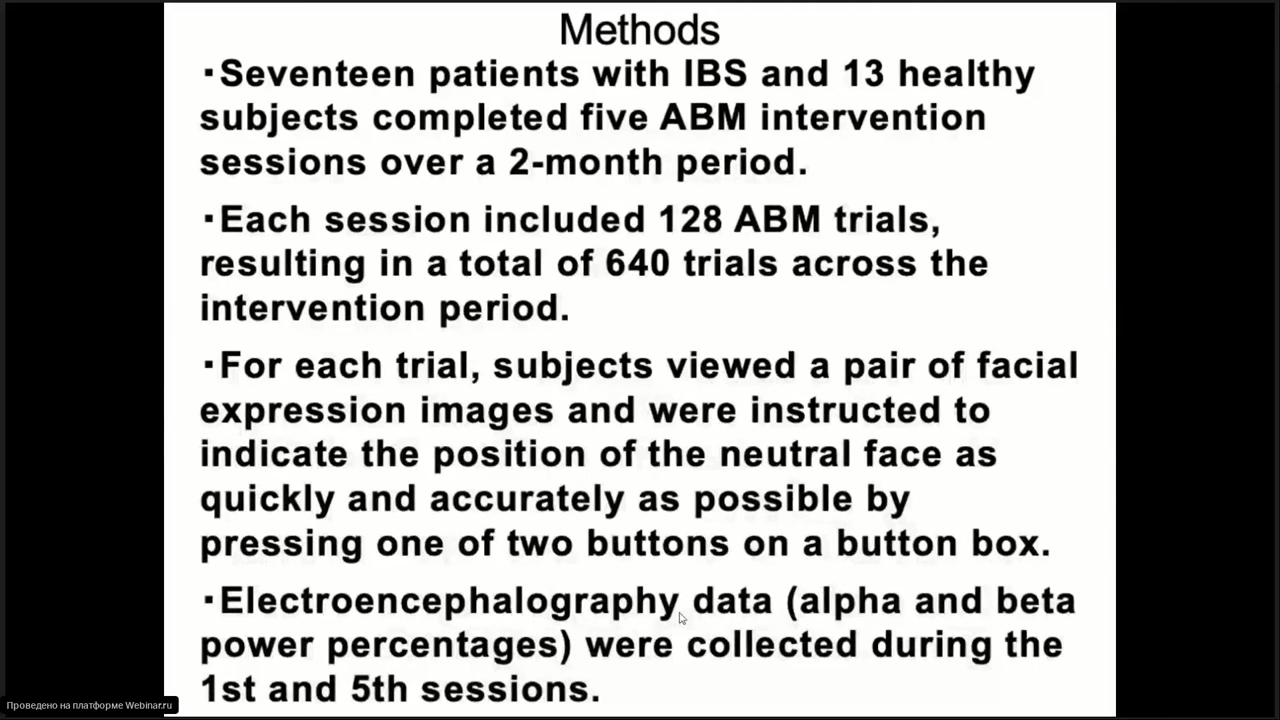 Methods
・Seventeen patients with IBS and 13 healthy
subjects completed five ABM intervention
sessions over a 2-month period.
・Each session included 128 ABM trials,
resulting in a total of 640 trials across the
intervention period.
・For each trial, subjects viewed a pair of facial
expression images and were instructed to
indicate the position of the neutral face as
quickly and accurately as possible by
pressing one of two buttons on a button box.
・Electroencephalography data (alpha and beta
power percentages) were collected during the
1st and 5th sessions.
Проведено на платформе Webinar.ru